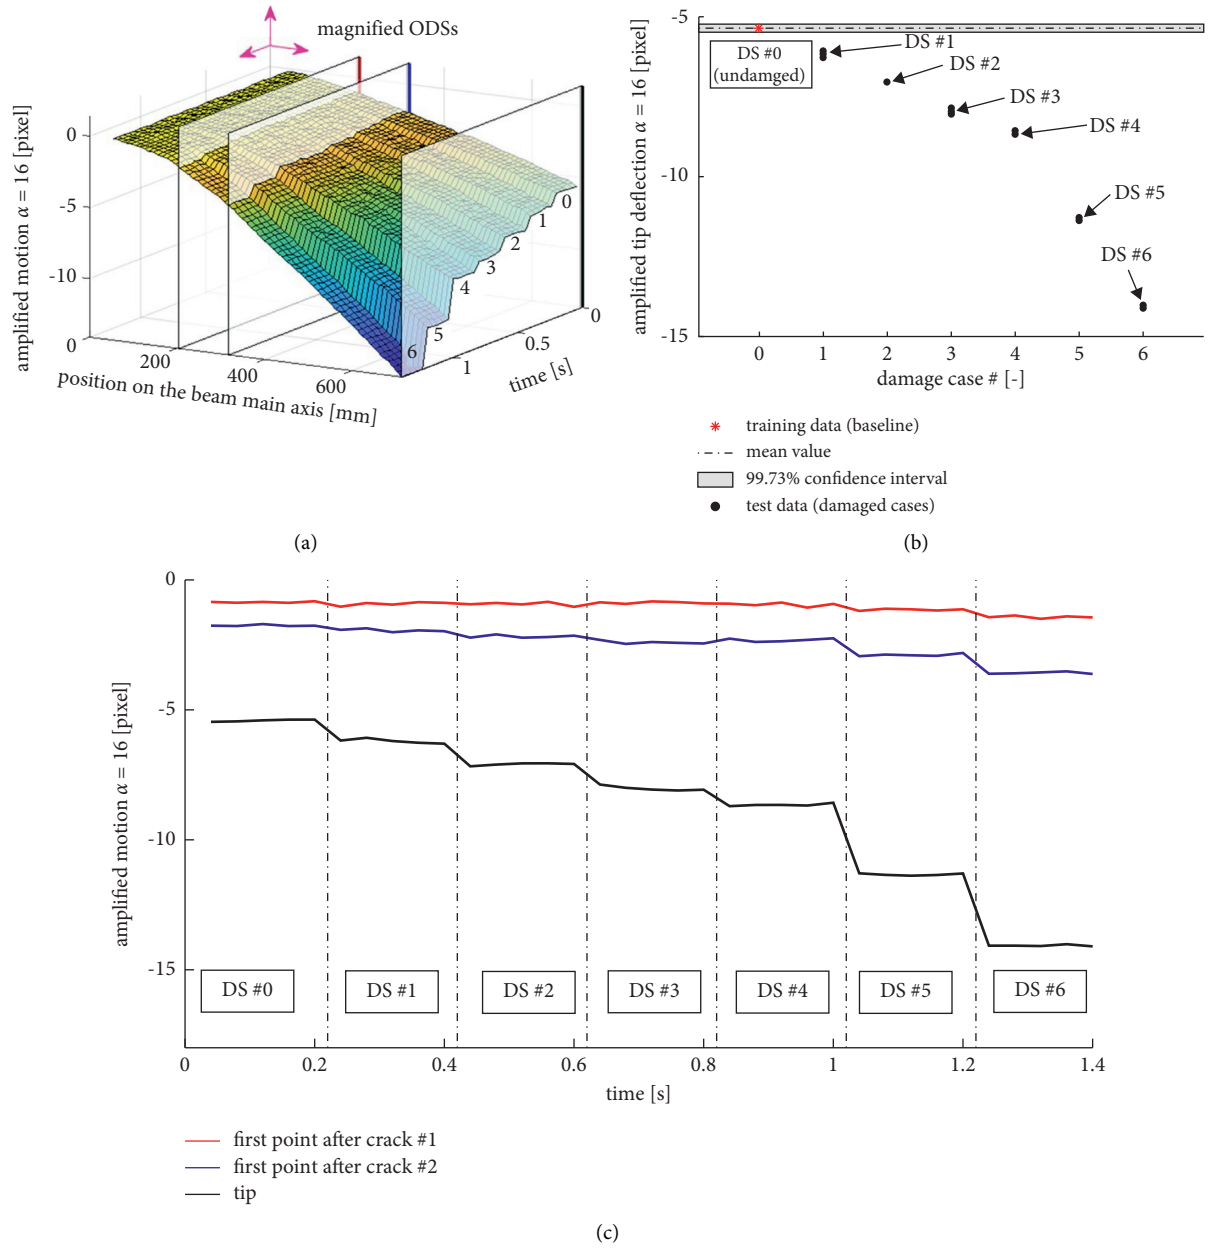 magnified ODSs
amplified motion α = 16 [pixel]
0
-5
-10
0
200
400
600
position on the beam main axis [mm]
0
0.5
1
time [s]
0
1
2
3
4
5
6
(a)
amplified tip deflection α = 16 [pixel]
-5
-10
-15
DS #0
(undamged)
DS #1
DS #2
DS #3
DS #4
DS #5
DS #6
0 1 2 3 4 5 6
damage case # [-]
training data (baseline)
mean value
99.73% confidence interval
test data (damaged cases)
(b)
amplified motion α = 16 [pixel]
0
-5
-10
-15
DS #0 DS #1 DS #2 DS #3 DS #4 DS #5 DS #6
0 0.2 0.4 0.6 0.8 1 1.2 1.4
time [s]
first point after crack #1
first point after crack #2
tip
(c)